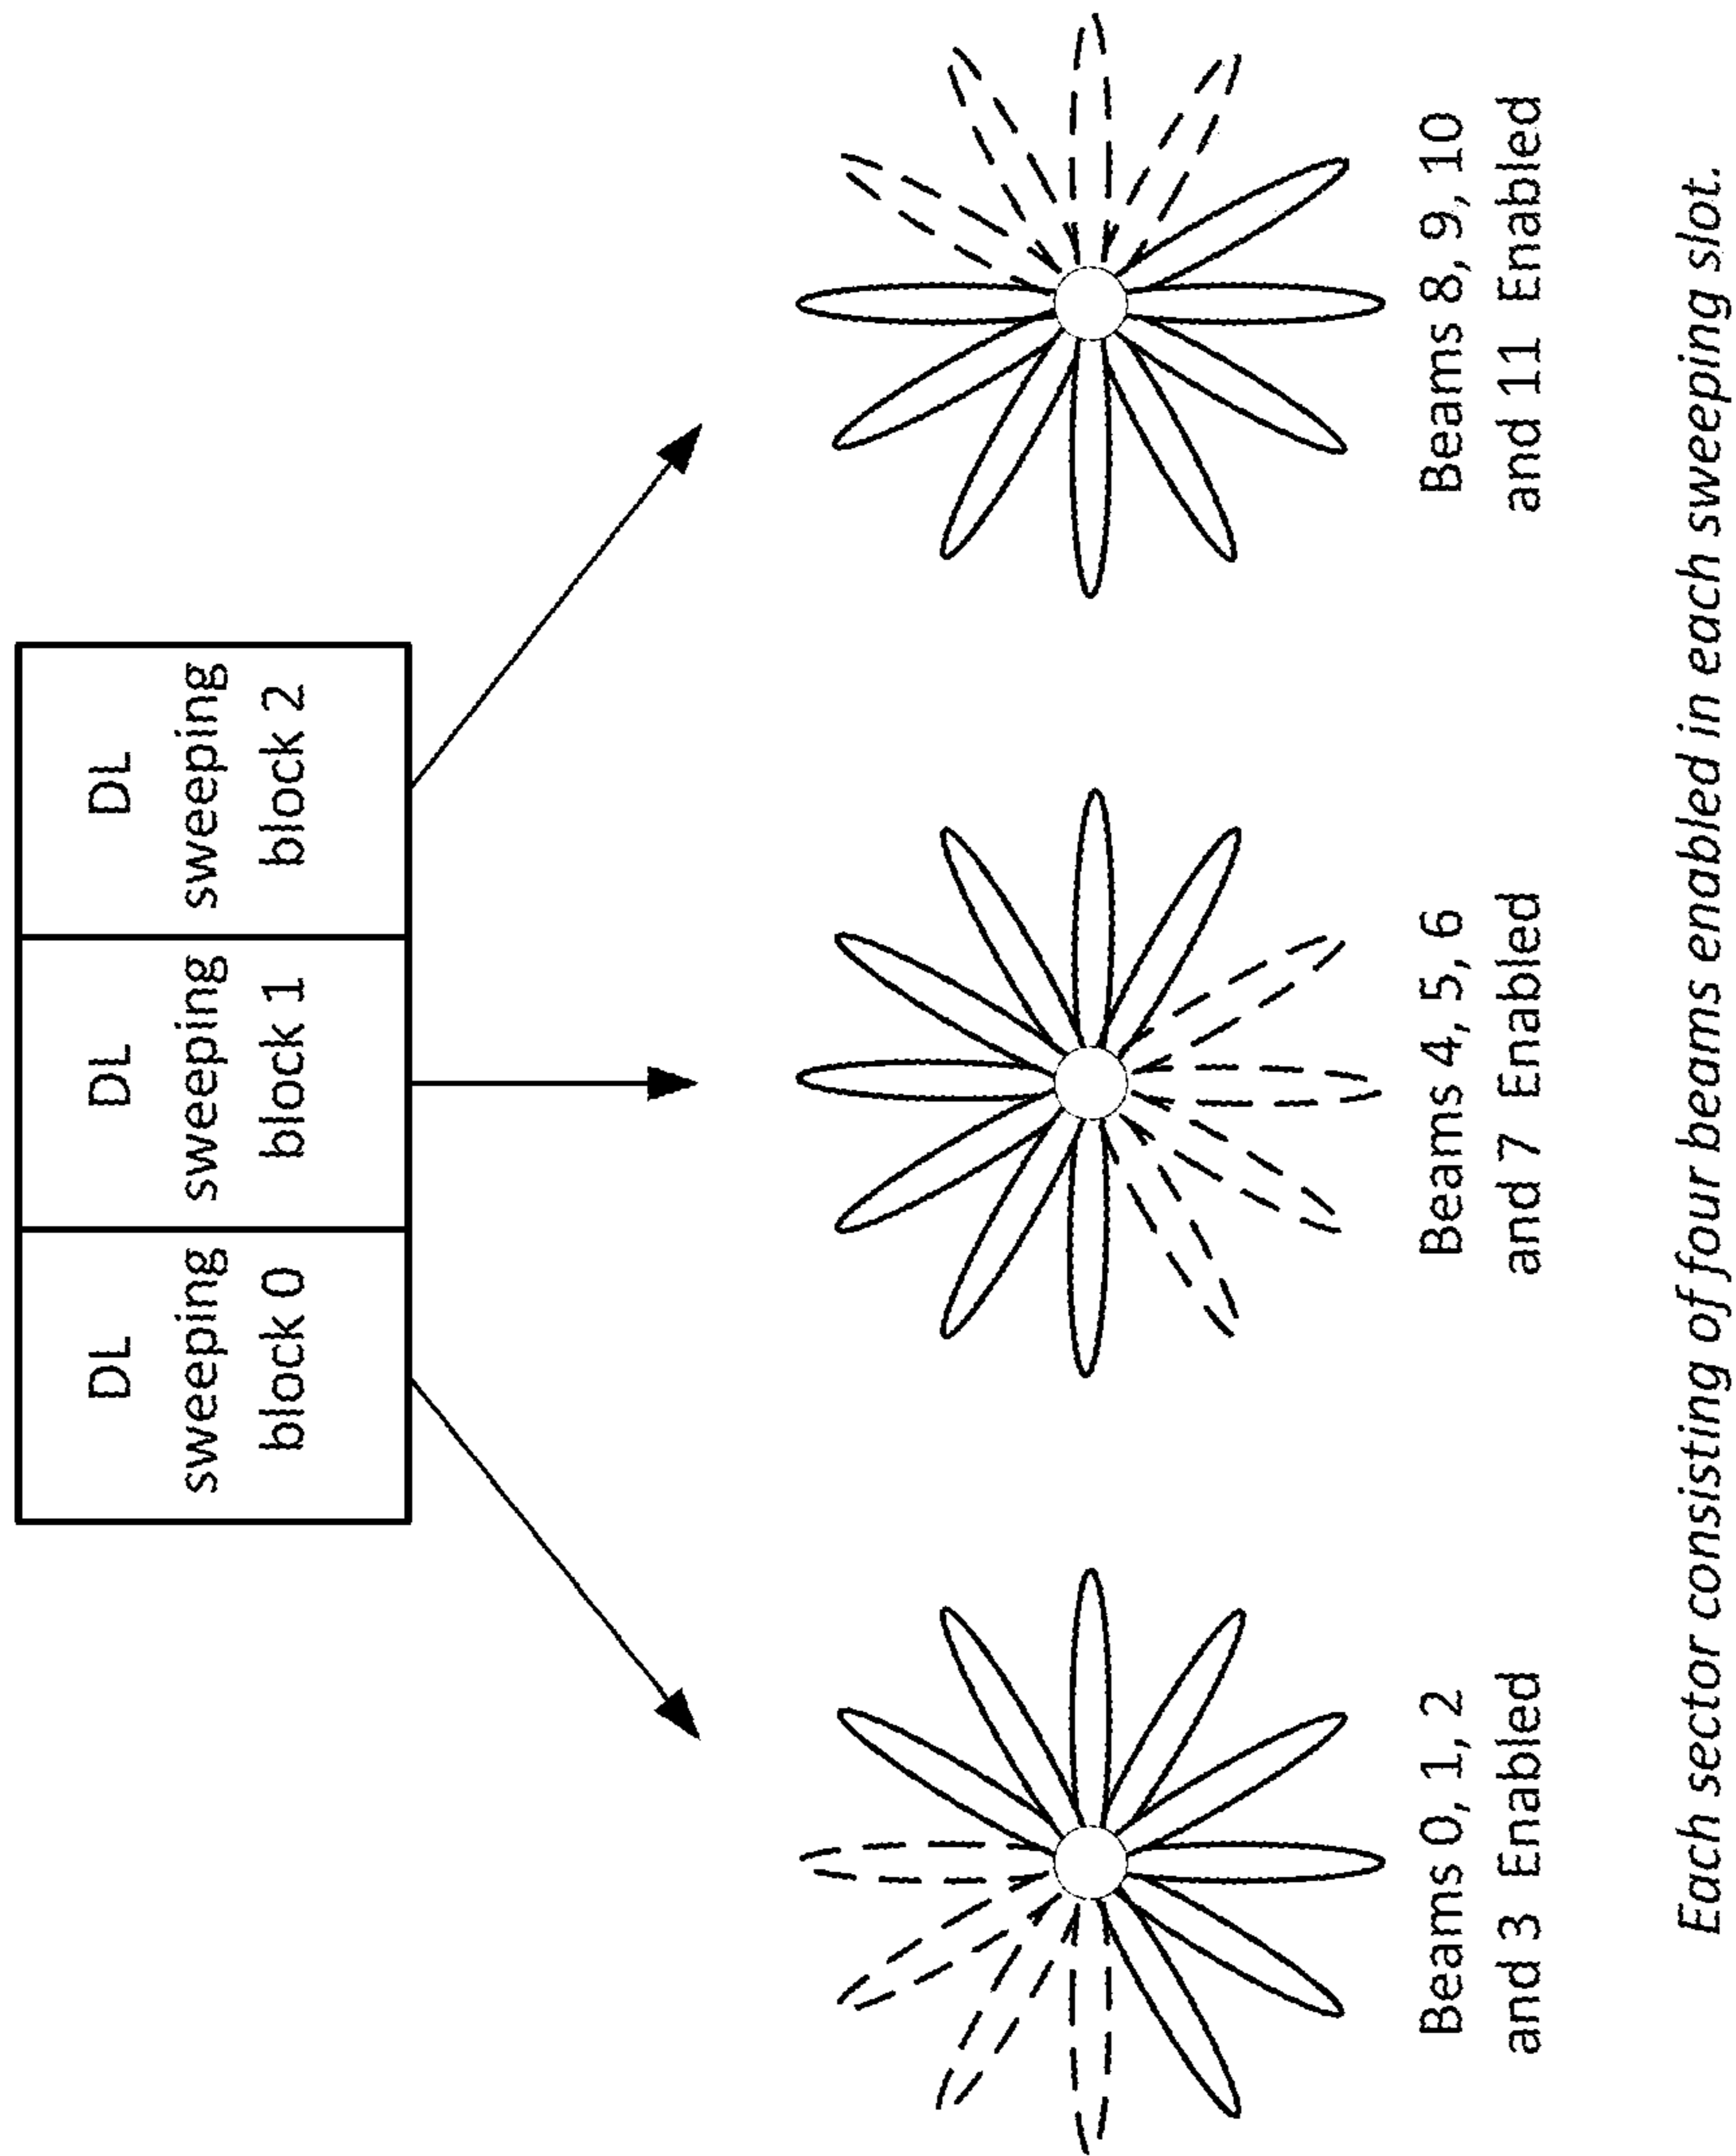 DL
sweeping
block 0
DL
sweeping
block 1
DL
sweeping
block 2
Beams 0, 1, 2
and 3 Enabled
Beams 4, 5, 6
and 7 Enabled
Beams 8, 9, 10
and 11 Enabled
Each sector consisting of four beams enabled in each sweeping slot.